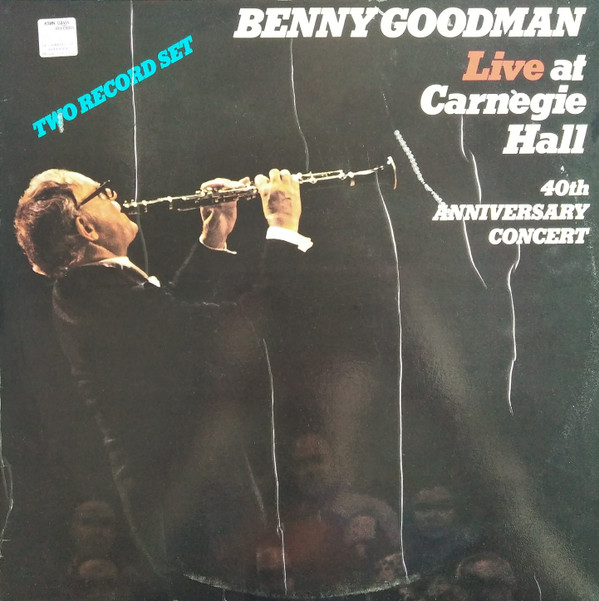 BENNY GOODMAN
Live at
Carnegie
Hall
40th
ANNIVERSARY
CONCERT
TWO RECORD SET